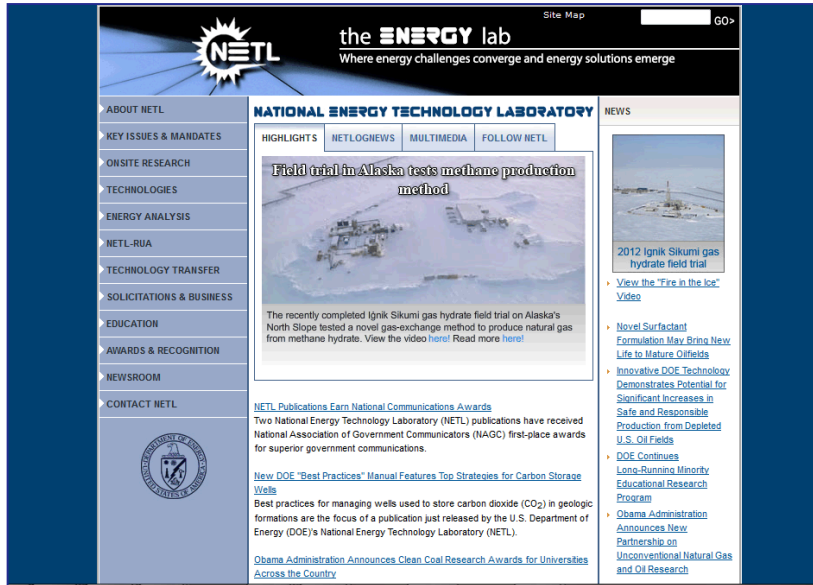 Site Map
GO>
NETL
the ENERGY lab
Where energy challenges converge and energy solutions emerge
ABOUT NETL
KEY ISSUES & MANDATES
ONSITE RESEARCH
TECHNOLOGIES
ENERGY ANALYSIS
NETL-RUA
TECHNOLOGY TRANSFER
SOLICITATIONS & BUSINESS
EDUCATION
AWARDS & RECOGNITION
NEWSROOM
CONTACT NETL
DEPARTMENT OF ENERGY
UNITED STATES OF AMERICA
NATIONAL ENERGY TECHNOLOGY LABORATORY
HIGHLIGHTS NETLOGNEWS MULTIMEDIA FOLLOW NETL
Field trial in Alaska tests methane production
method
The recently completed Iġnik Sikumi gas hydrate field trial on Alaska's
North Slope tested a novel gas-exchange method to produce natural gas
from methane hydrate. View the video here! Read more here!
NETL Publications Earn National Communications Awards
Two National Energy Technology Laboratory (NETL) publications have received
National Association of Government Communicators (NAGC) first-place awards
for superior government communications.
New DOE "Best Practices" Manual Features Top Strategies for Carbon Storage
Wells
Best practices for managing wells used to store carbon dioxide (CO2) in geologic
formations are the focus of a publication just released by the U.S. Department of
Energy (DOE)'s National Energy Technology Laboratory (NETL).
Obama Administration Announces Clean Coal Research Awards for Universities
Across the Country
NEWS
2012 Ignik Sikumi gas
hydrate field trial
View the "Fire in the Ice"
Video
Novel Surfactant
Formulation May Bring New
Life to Mature Oilfields
Innovative DOE Technology
Demonstrates Potential for
Significant Increases in
Safe and Responsible
Production from Depleted
U.S. Oil Fields
DOE Continues
Long-Running Minority
Educational Research
Program
Obama Administration
Announces New
Partnership on
Unconventional Natural Gas
and Oil Research